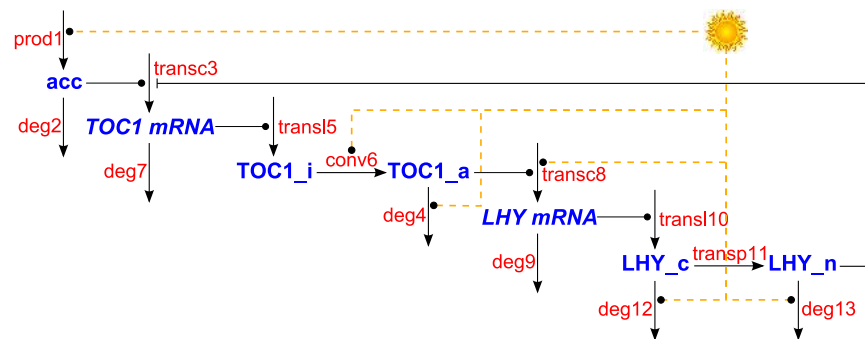 prod1
acc
transc3
deg2
TOC1 mRNA
transl5
deg7
TOC1_i
conv6
TOC1_a
transc8
deg4
LHY mRNA
transl10
deg9
LHY_c
transp11
LHY_n
deg12
deg13